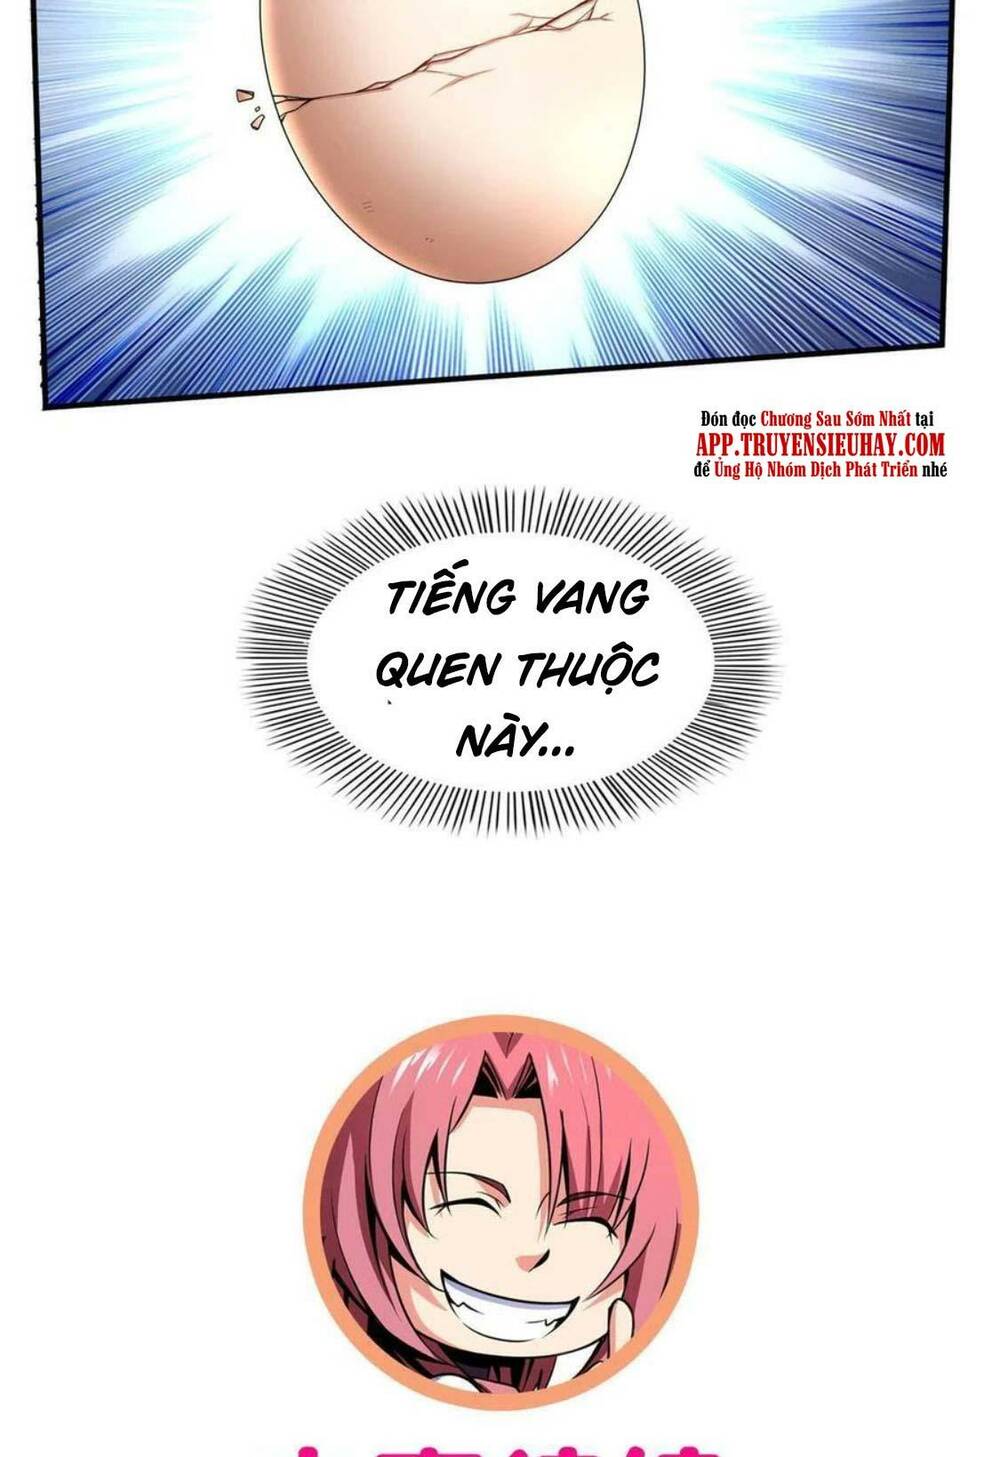 Đón đọc Chương Sau Sớm Nhất tại
APP.TRUYENSIEUHAY.COM
để Ủng Hộ Nhóm Dịch Phát Triển nhé
TIẾNG VANG
QUEN THUỘC
NÀY...